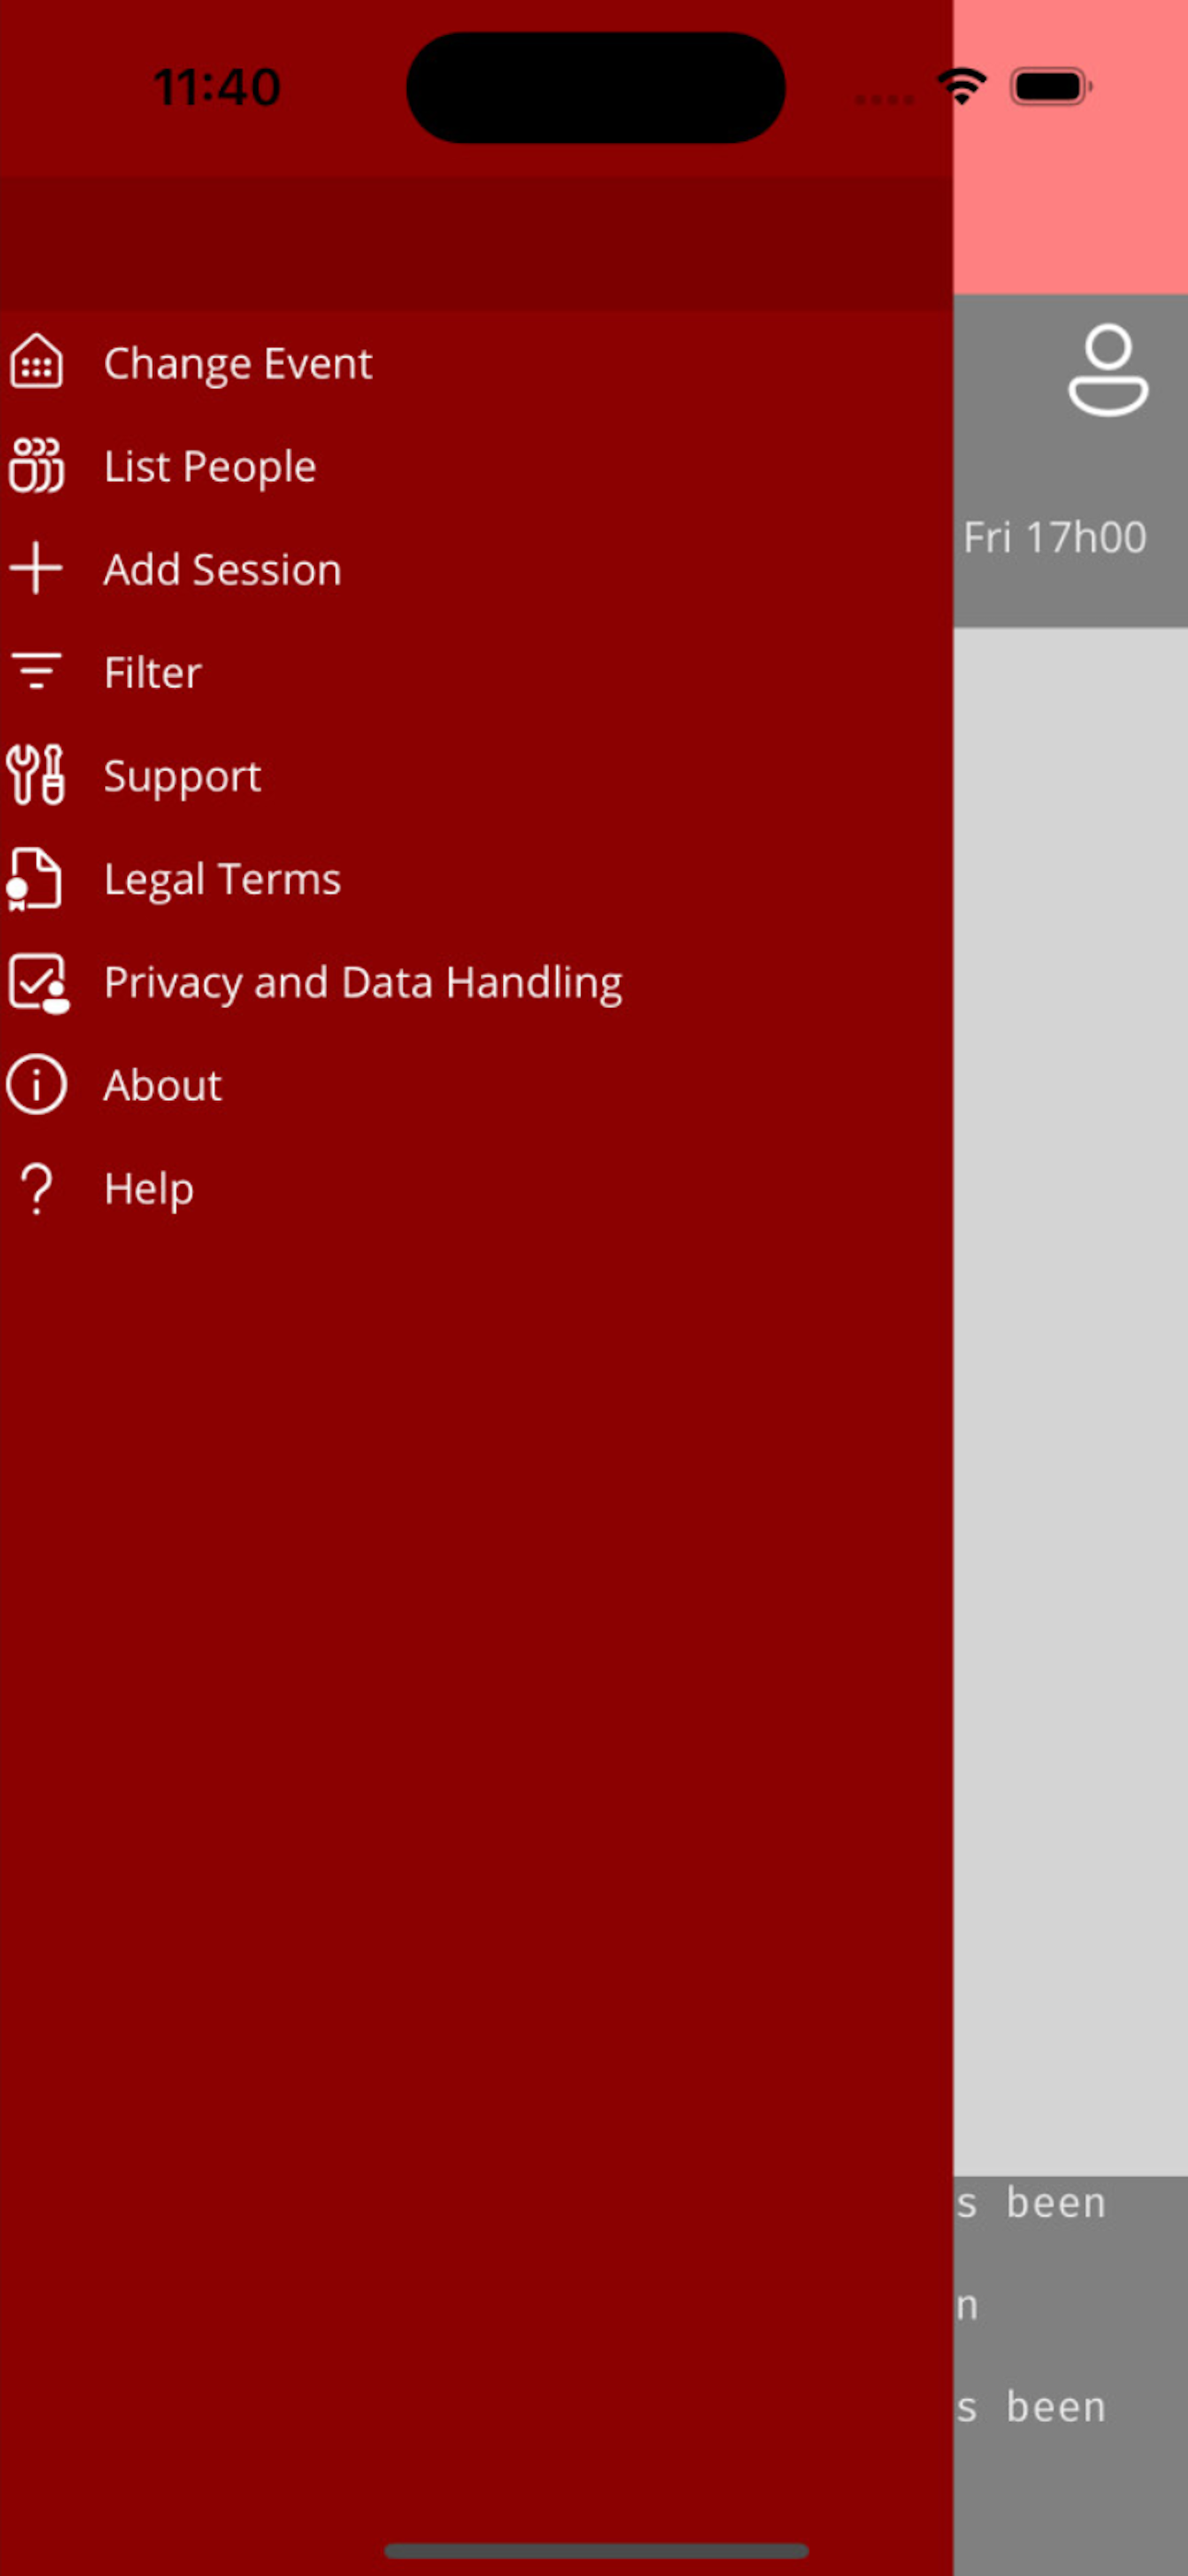 11:40
Change Event
List People
Add Session
Filter
Support
Legal Terms
Privacy and Data Handling
About
Help
Fri 17h00
s been
n
s been